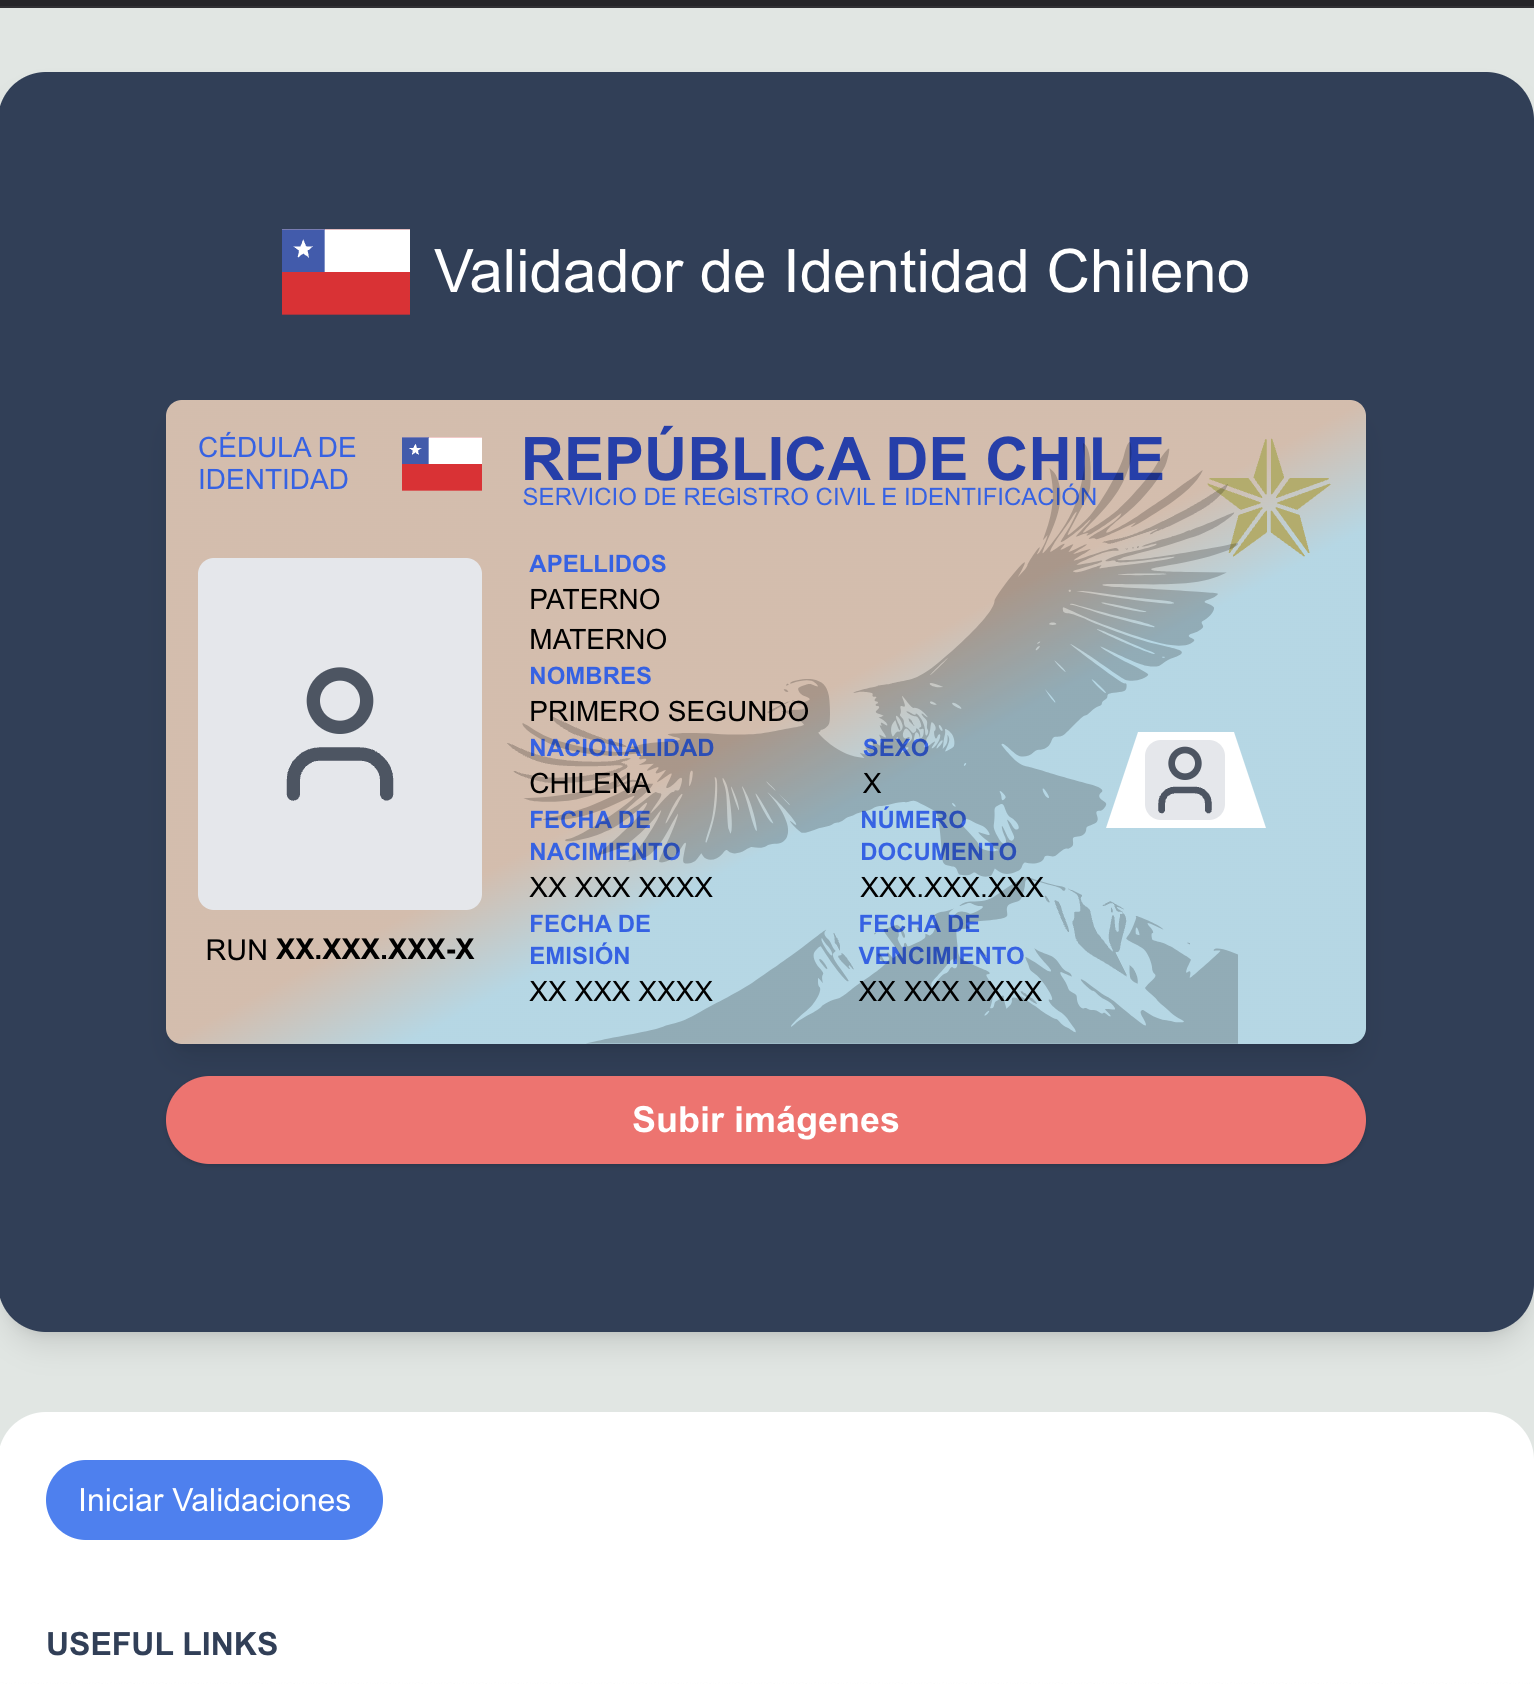 Validador de Identidad Chileno
CÉDULA DE
IDENTIDAD
REPÚBLICA DE CHILE
SERVICIO DE REGISTRO CIVIL E IDENTIFICACIÓN
APELLIDOS
PATERNO
MATERNO
NOMBRES
PRIMERO SEGUNDO
NACIONALIDAD SEXO
CHILENA X
FECHA DE NÚMERO
NACIMIENTO DOCUMENTO
XX XXX XXXX XXX.XXX.XXX
FECHA DE FECHA DE
EMISIÓN VENCIMIENTO
XX XXX XXXX XX XXX XXXX
RUN XX.XXX.XXX-X
Subir imágenes
Iniciar Validaciones
USEFUL LINKS